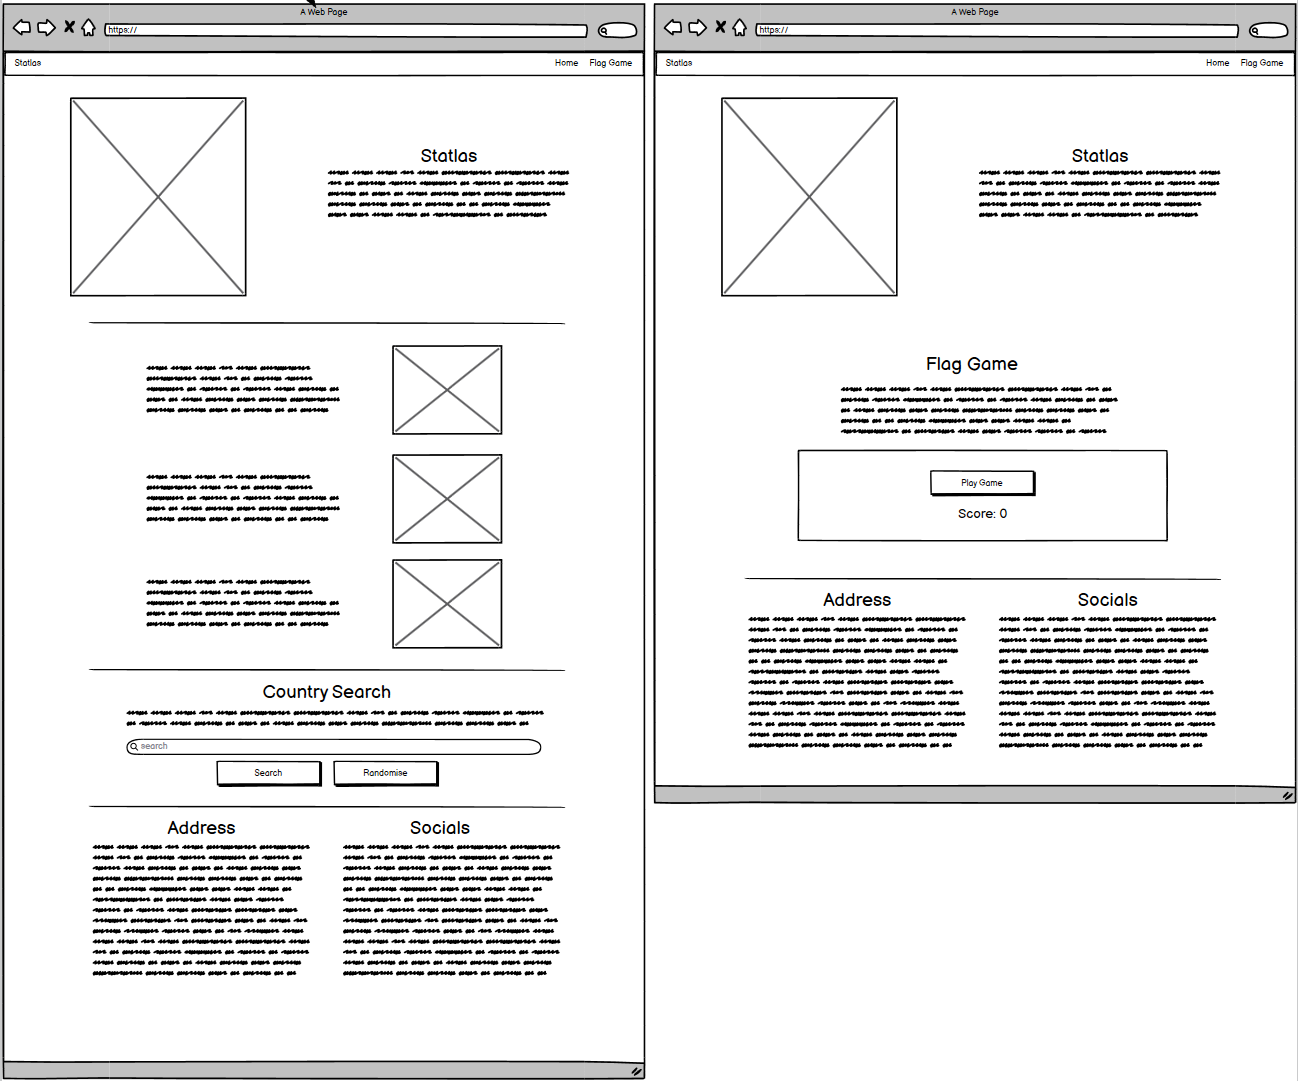 A Web Page
https://
Statlas Home Flag Game
Statlas
Country Search
search
Search Randomise
Address Socials
A Web Page
https://
Statlas Home Flag Game
Statlas
Flag Game
Play Game
Score: 0
Address Socials